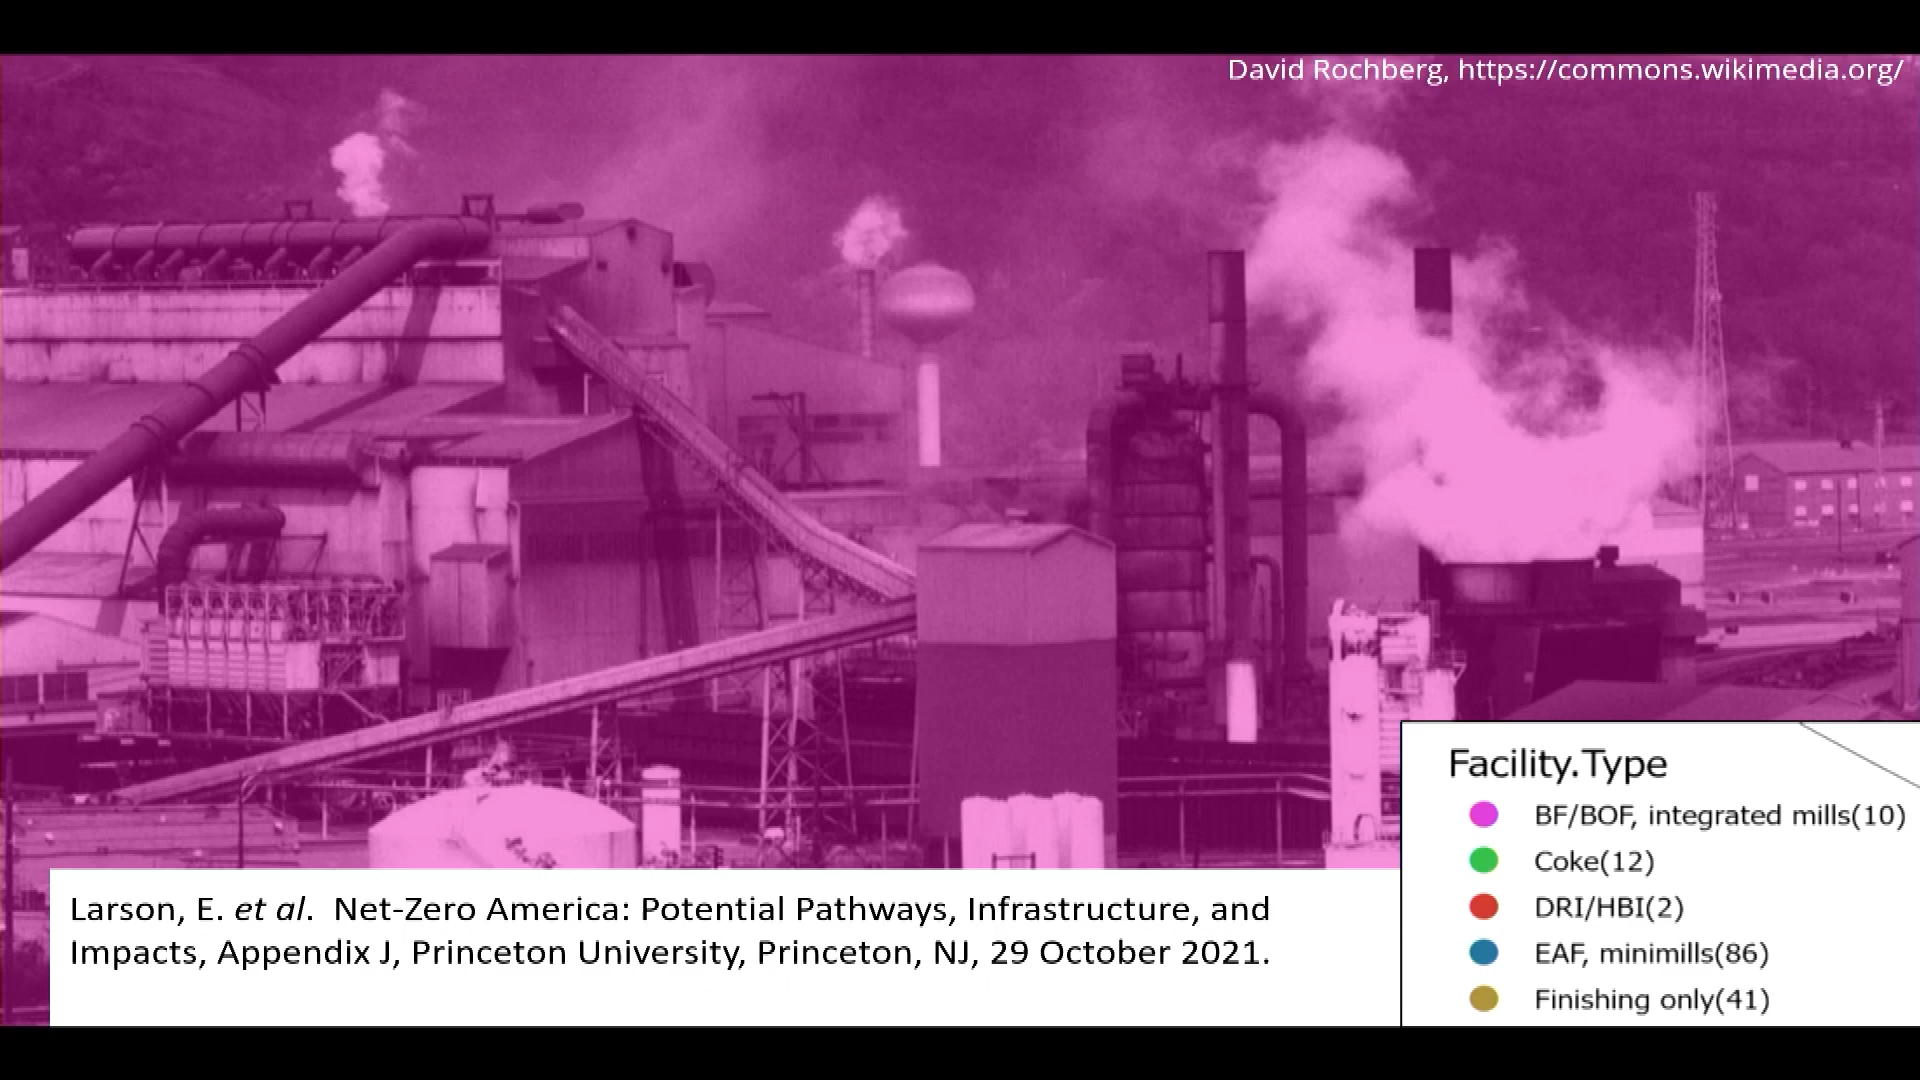 David Rochberg, https://commons.wikimedia.org/
Facility.Type
BF/BOF, integrated mills(10)
Coke(12)
DRI/HBI(2)
EAF, minimills(86)
Finishing only(41)
Larson, E. et al.  Net-Zero America: Potential Pathways, Infrastructure, and
Impacts, Appendix J, Princeton University, Princeton, NJ, 29 October 2021.